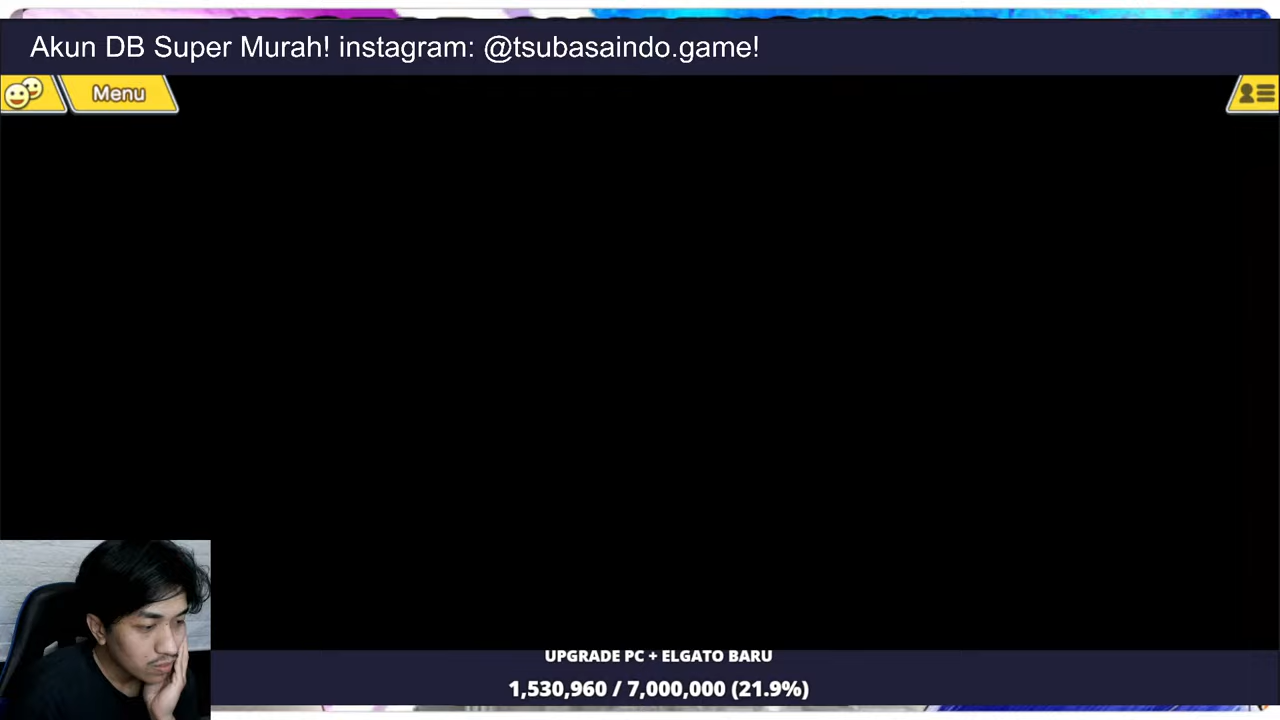 Akun DB Super Murah! instagram: @tsubasaindo.game!
Menu
UPGRADE PC + ELGATO BARU
1,530,960 / 7,000,000 (21.9%)